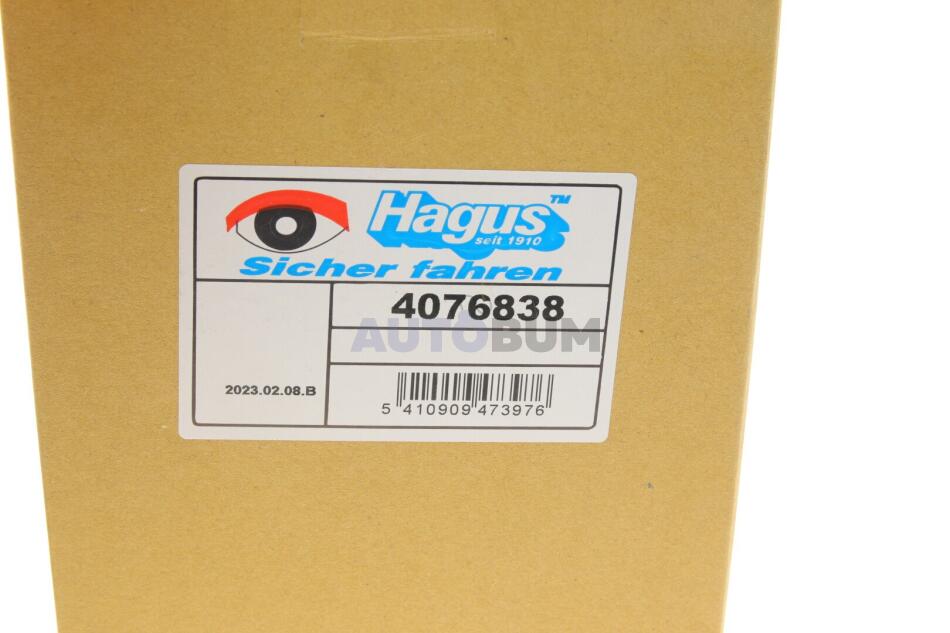 Hagus™
seit 1910
Sicher fahren
4076838
AUTOBUM
2023.02.08.B
5 410909 473976